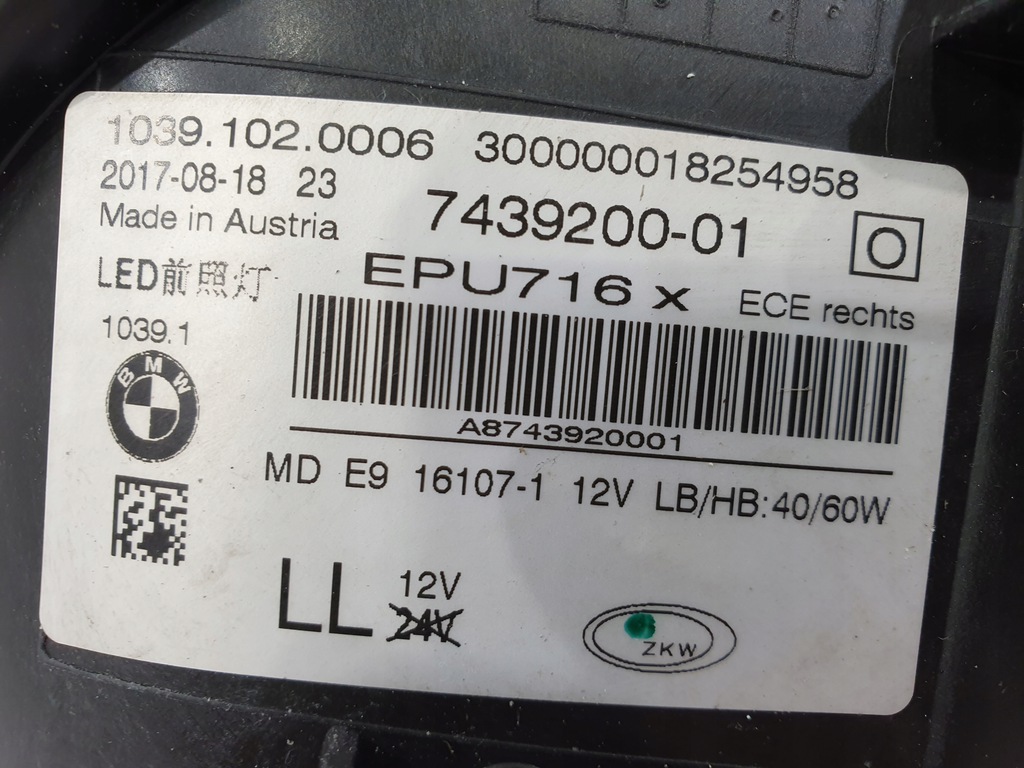 1039.102.0006 300000018254958
2017-08-18 23
7439200-01
Made in Austria
LED前照灯
EPU716 X
ECE rechts
1039.1
BMW
A8743920001
MD E9 16107-1 12V LB/HB:40/60W
LL
12V
24V
ZKW